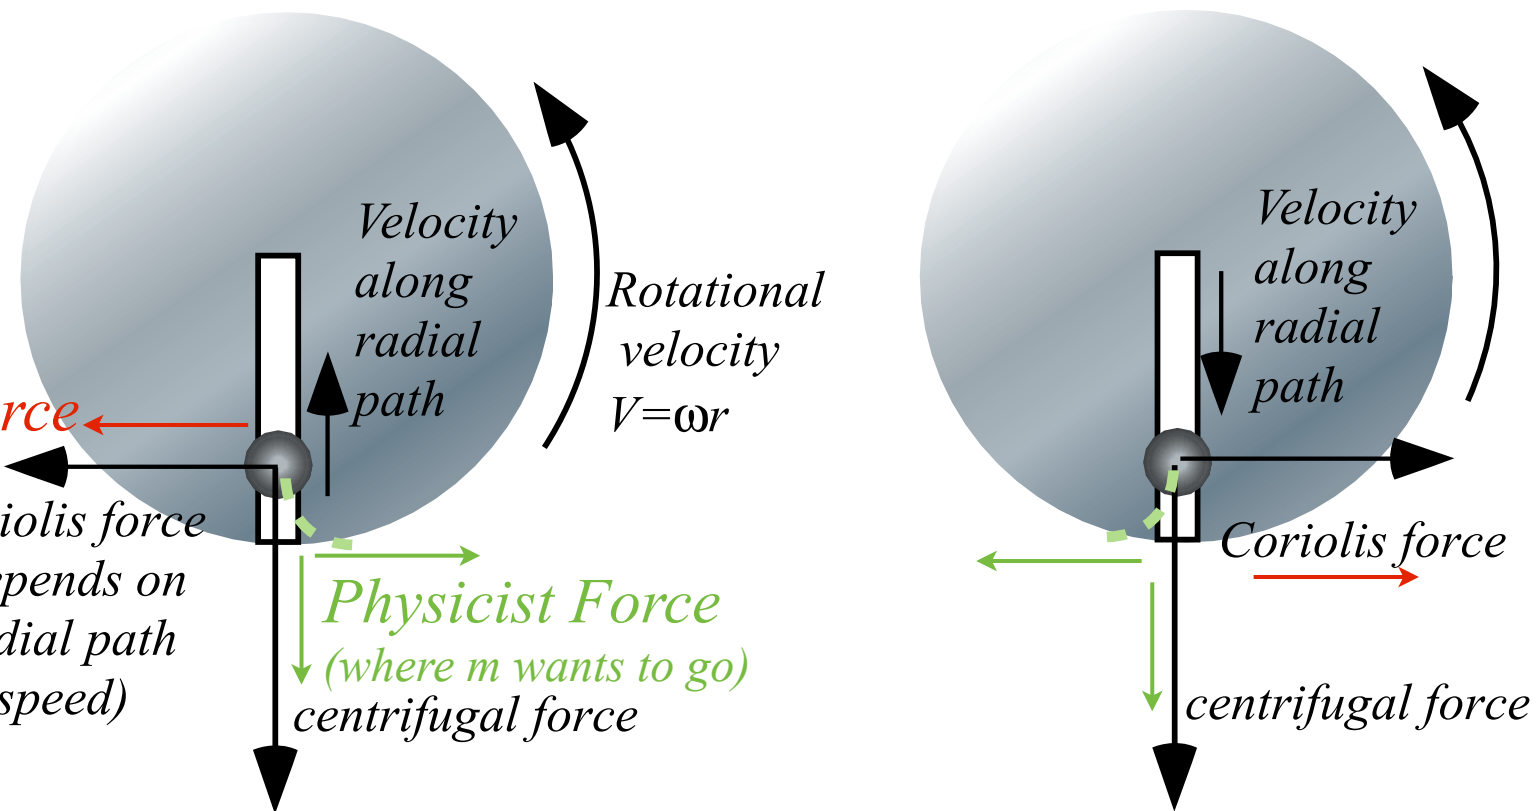 Velocity
along
radial
path
Rotational
velocity
V=ωr
rce
iolis force
pends on
dial path
speed)
Physicist Force
(where m wants to go)
centrifugal force
Velocity
along
radial
path
Coriolis force
centrifugal force